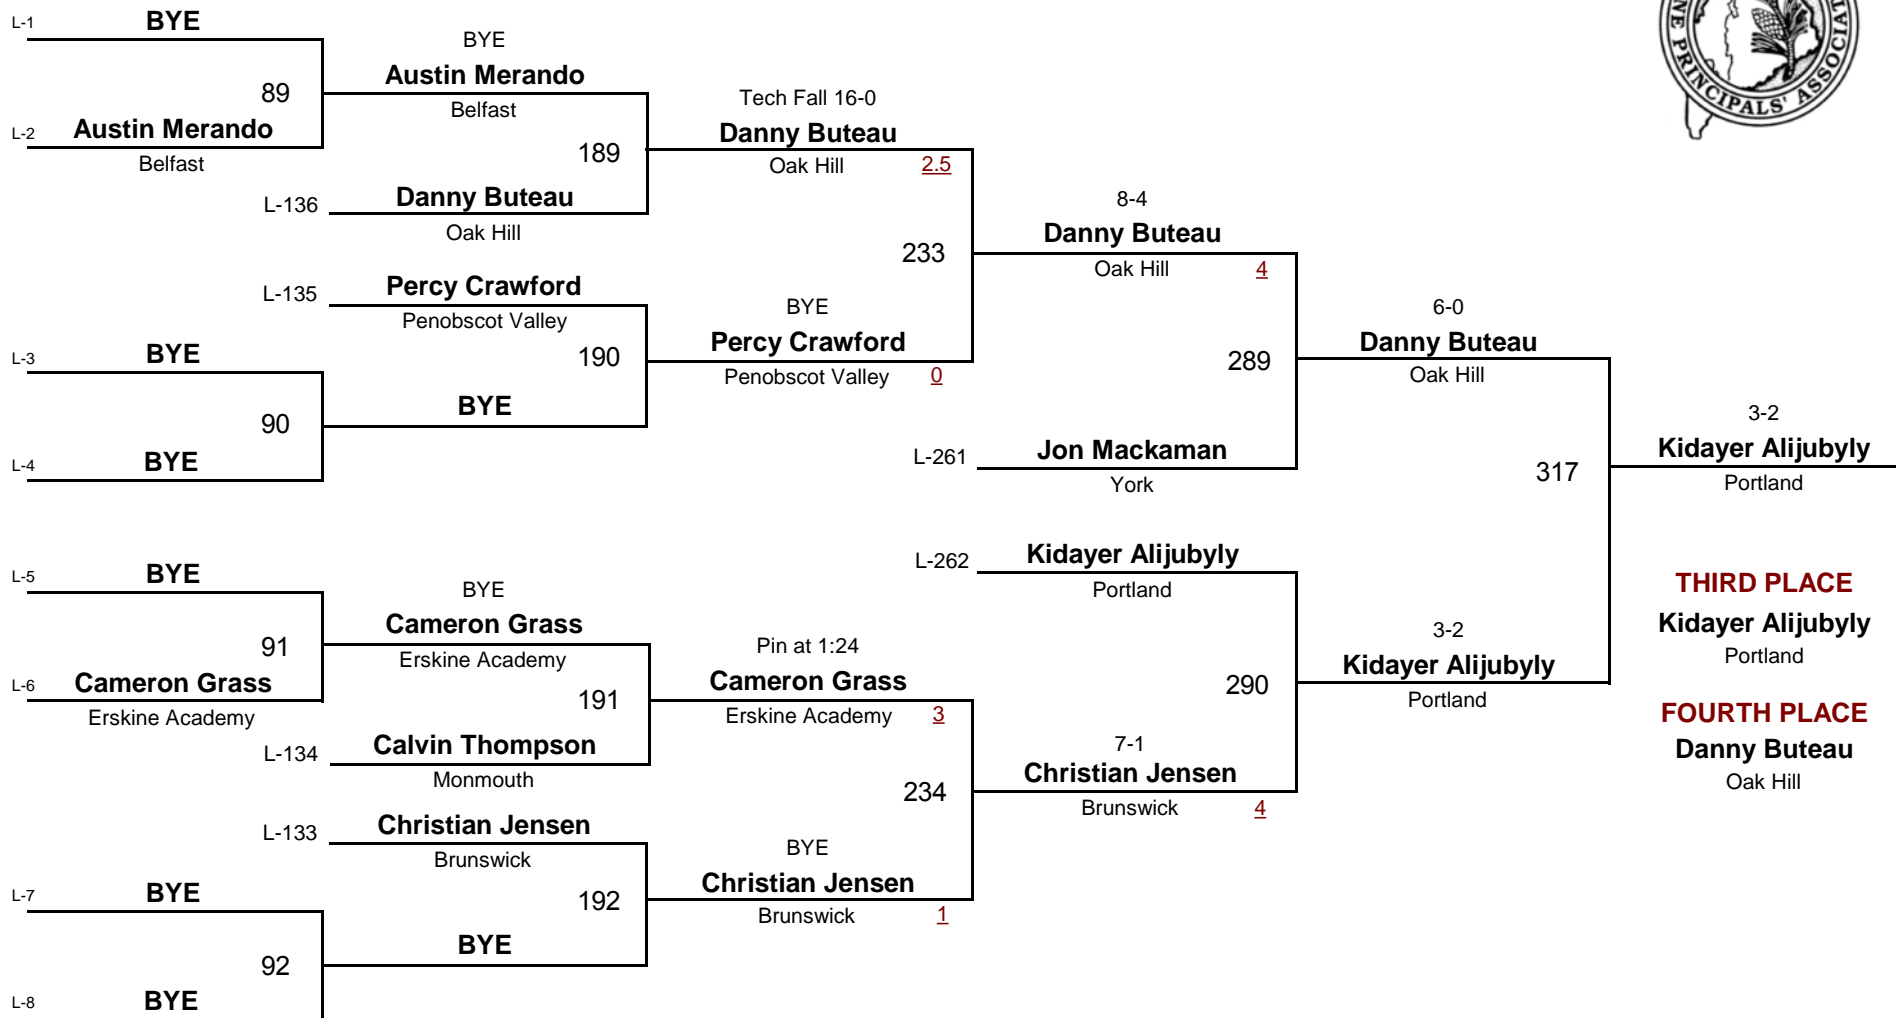 L-1 BYE
89
L-2 Austin Merando
Belfast
BYE
Austin Merando
Belfast
189
L-136 Danny Buteau
Oak Hill
Tech Fall 16-0
Danny Buteau
Oak Hill 2.5
L-135 Percy Crawford
Penobscot Valley
190
L-3 BYE
90
BYE
L-4 BYE
BYE
Percy Crawford
Penobscot Valley 0
233
8-4
Danny Buteau
Oak Hill 4
289
L-261 Jon Mackaman
York
6-0
Danny Buteau
Oak Hill
317
3-2
Kidayer Alijubyly
Portland
L-5 BYE
91
L-6 Cameron Grass
Erskine Academy
BYE
Cameron Grass
Erskine Academy
191
L-134 Calvin Thompson
Monmouth
Pin at 1:24
Cameron Grass
Erskine Academy 3
L-133 Christian Jensen
Brunswick
192
L-7 BYE
92
BYE
L-8 BYE
BYE
Christian Jensen
Brunswick 1
234
7-1
Christian Jensen
Brunswick 4
290
L-262 Kidayer Alijubyly
Portland
3-2
Kidayer Alijubyly
Portland
THIRD PLACE
Kidayer Alijubyly
Portland
FOURTH PLACE
Danny Buteau
Oak Hill
NE PRINCIPALS' ASSOCIAT